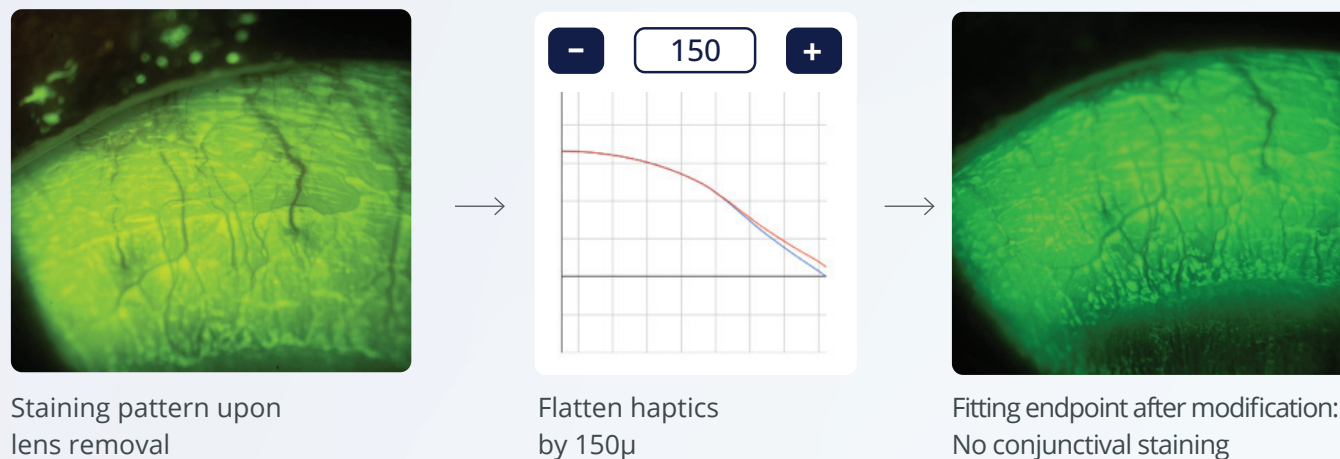 − 150 +
Staining pattern upon
lens removal
Flatten haptics
by 150μ
Fitting endpoint after modification:
No conjunctival staining